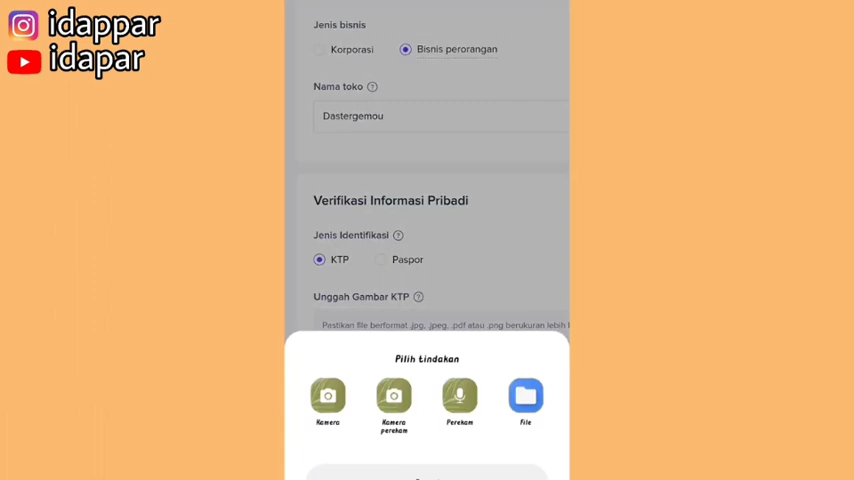 idappar
idapar
Jenis bisnis
Korporasi
Bisnis perorangan
Nama toko
Dastergemou
Verifikasi Informasi Pribadi
Jenis Identifikasi
KTP
Paspor
Unggah Gambar KTP
Pastikan file berformat .jpg, .jpeg, .pdf atau .png berukuran lebih
Pilih tindakan
Kamera
Kamera perekam
Perekam
File